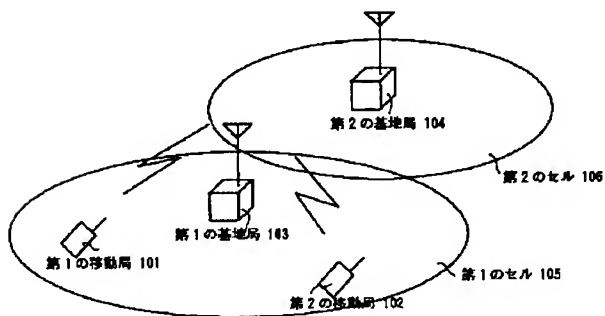 第2の基地局 104
第2のセル 106
第1の基地局 103
第1の移動局 101
第1のセル 105
第2の移動局 102